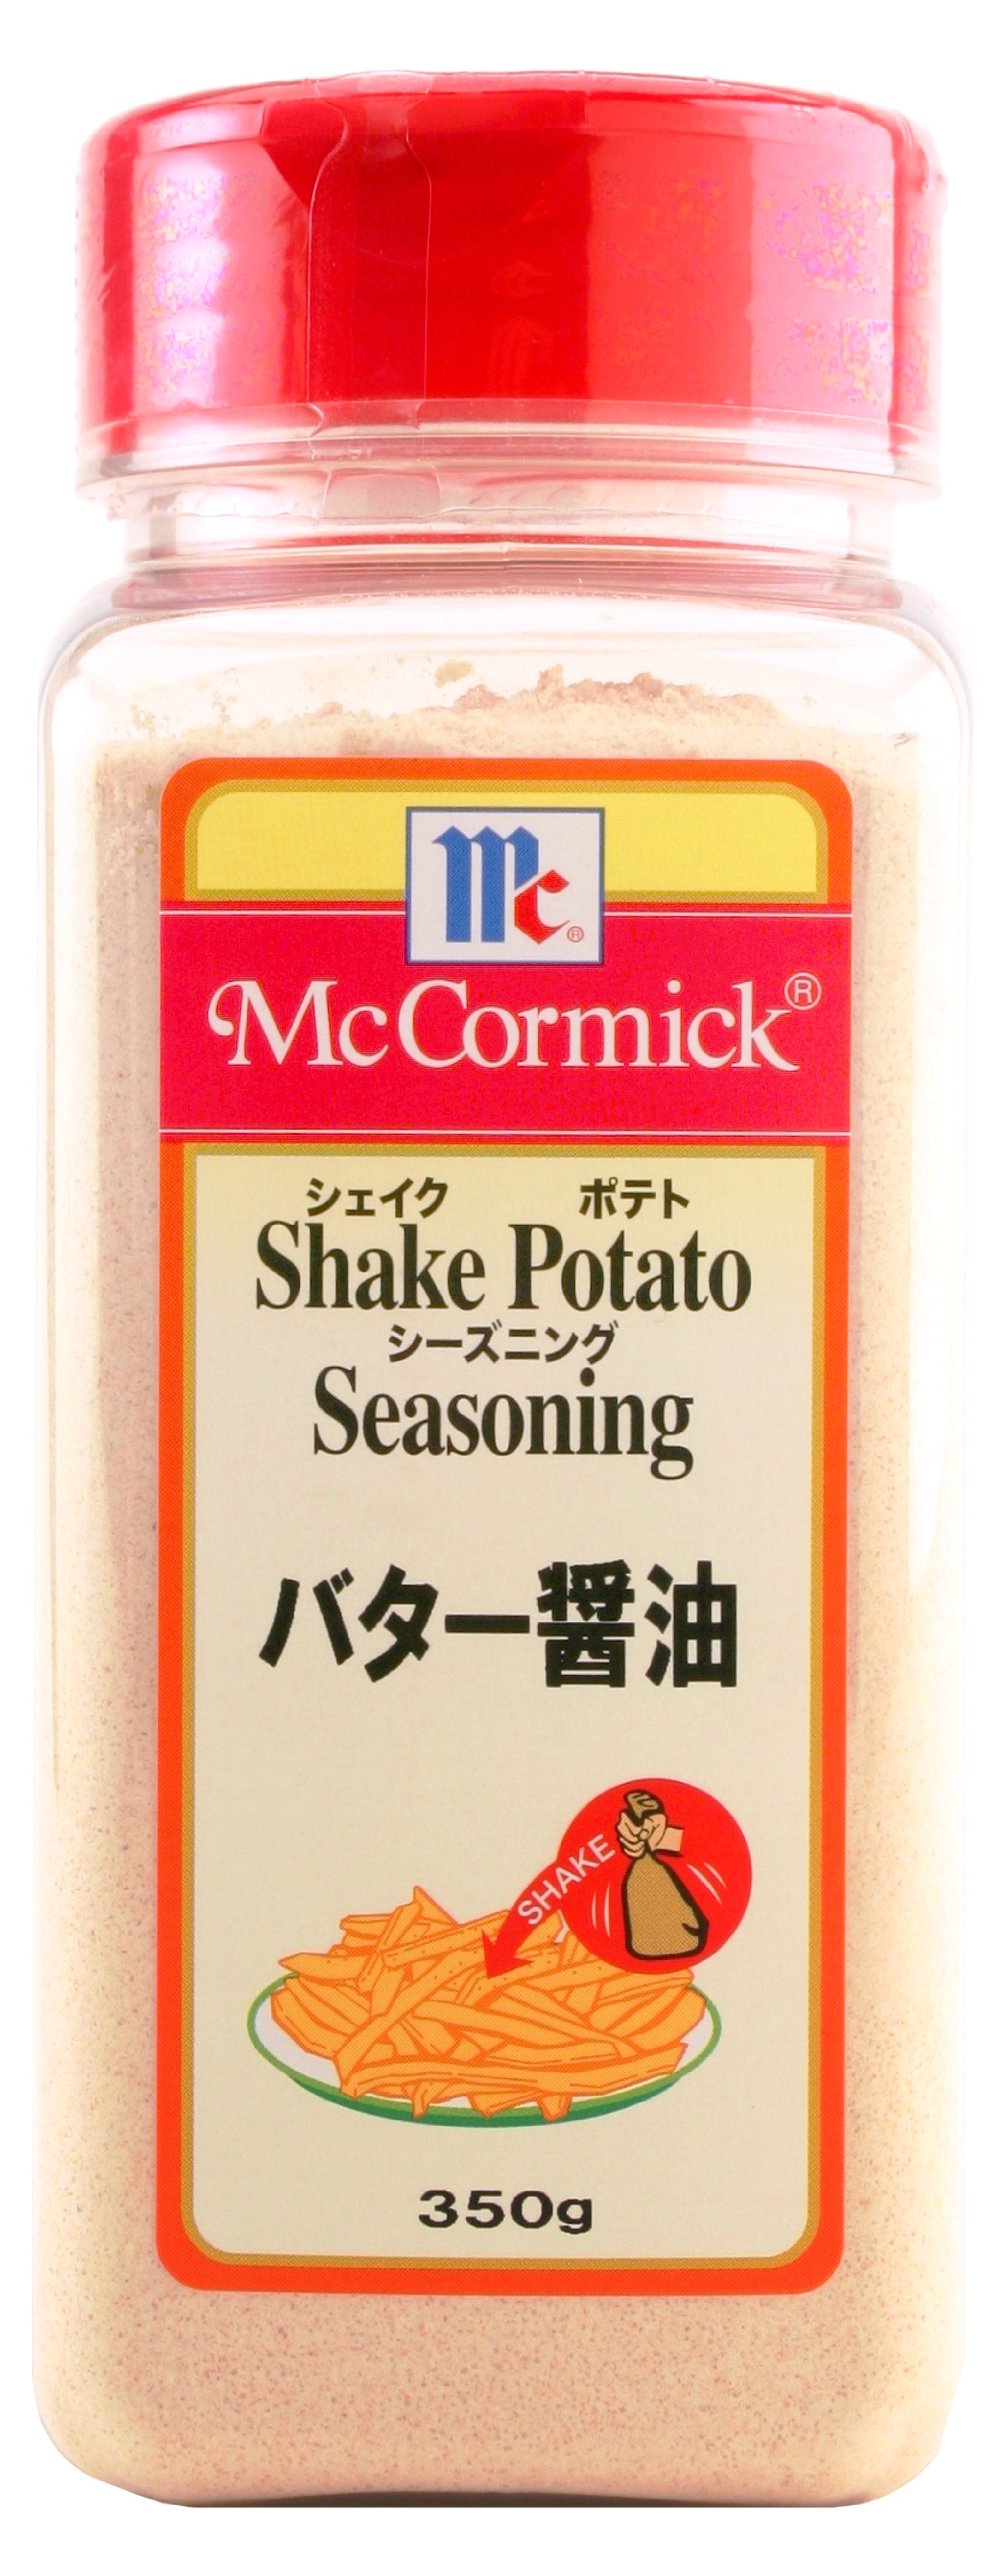 Mc®
McCormick®
シェイク ポテト
Shake Potato
シーズニング
Seasoning
バター醤油
SHAKE
350g